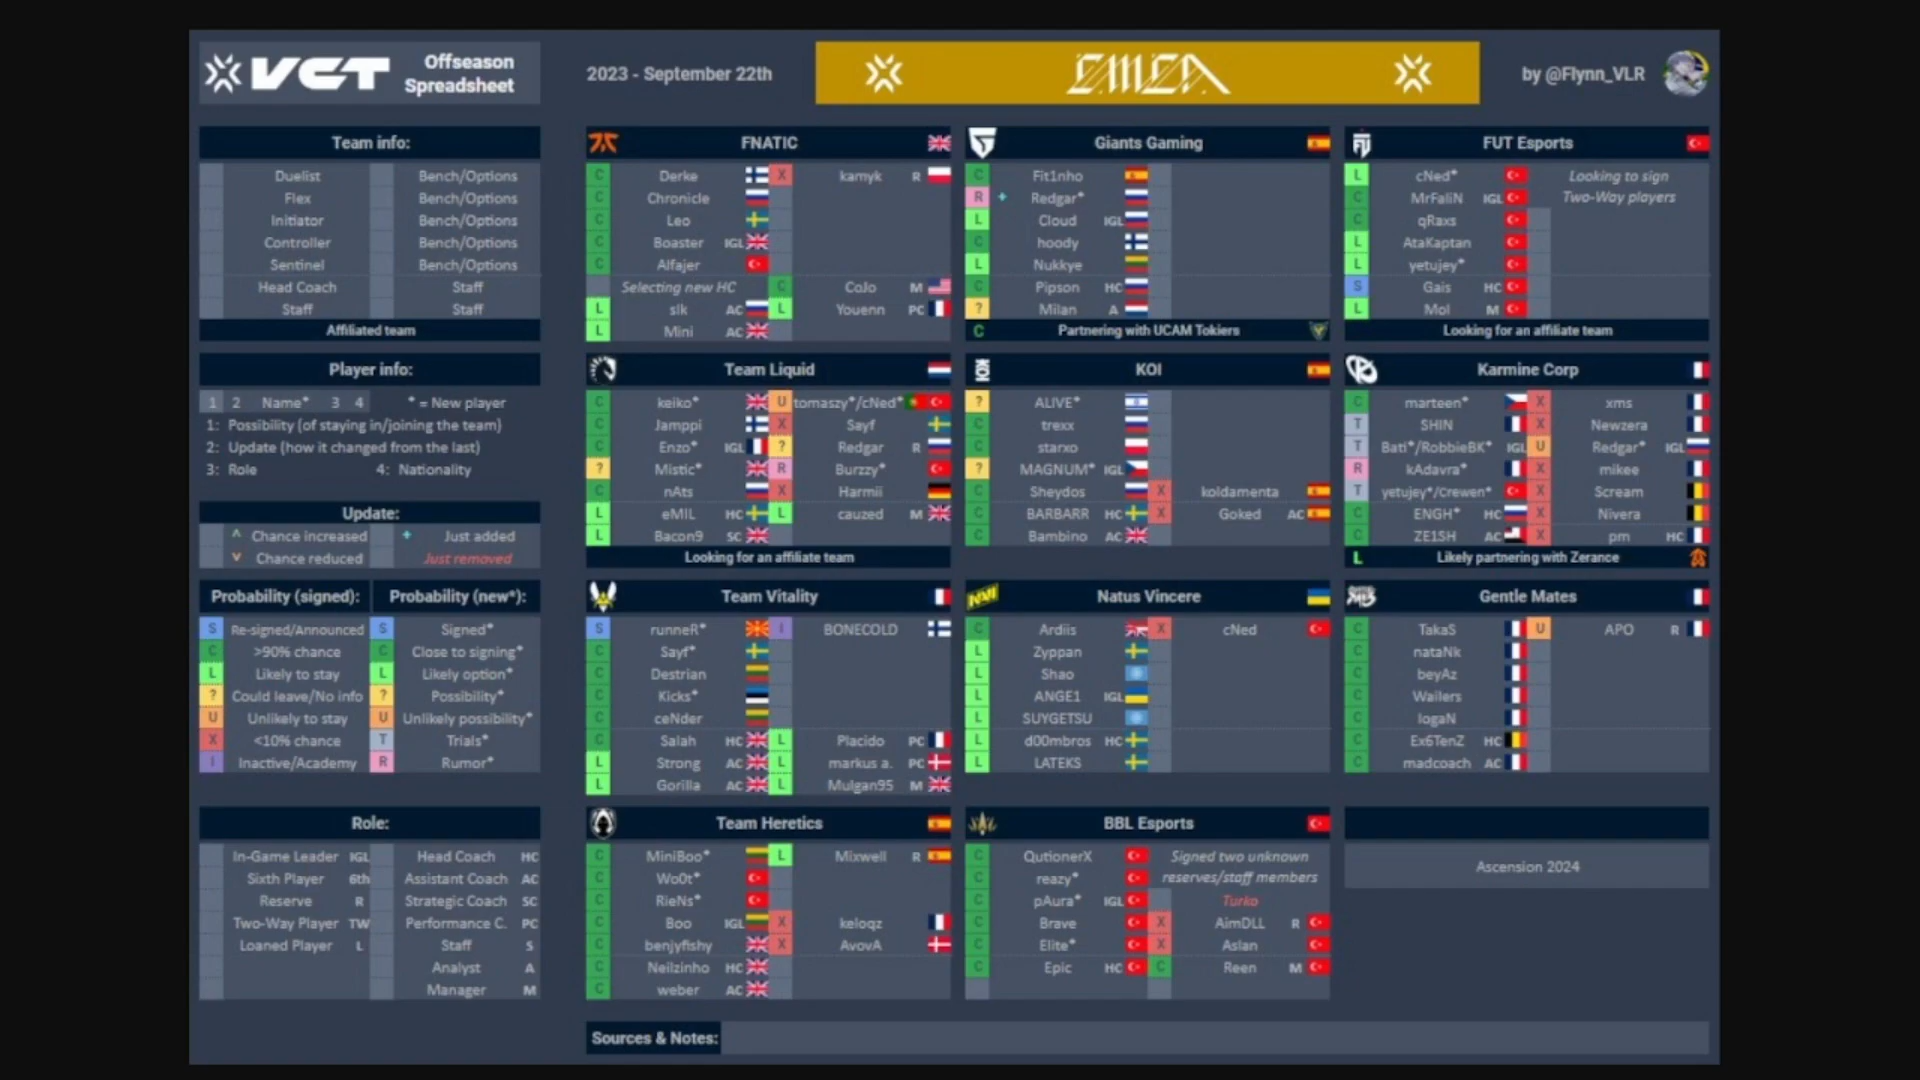 VCT Offseason Spreadsheet
2023 - September 22th
EMEA
by @Flynn_VLR
Team info:
Duelist Bench/Options
Flex Bench/Options
Initiator Bench/Options
Controller Bench/Options
Sentinel Bench/Options
Head Coach Staff
Staff Staff
Affiliated team
Player info:
1 2 Name* 3 4 * = New player
1: Possibility (of staying in/joining the team)
2: Update (how it changed from the last)
3: Role 4: Nationality
Update:
^ Chance increased + Just added
v Chance reduced Just removed
Probability (signed): Probability (new*):
S Re-signed/Announced S Signed*
C >90% chance C Close to signing*
L Likely to stay L Likely option*
? Could leave/No info ? Possibility*
U Unlikely to stay U Unlikely possibility*
X <10% chance T Trials*
I Inactive/Academy R Rumor*
Role:
In-Game Leader IGL Head Coach HC
Sixth Player 6th Assistant Coach AC
Reserve R Strategic Coach SC
Two-Way Player TW Performance C. PC
Loaned Player L Staff S
Analyst A
Manager M
FNATIC
C Derke X kamyk R
C Chronicle
C Leo
C Boaster IGL
C Alfajer
Selecting new HC C CoJo M
L slk AC L Youenn PC
L Mini AC
Giants Gaming
C Fit1nho
R + Redgar*
L Cloud IGL
C hoody
L Nukkye
C Pipson HC
? Milan A
C Partnering with UCAM Tokiers
FUT Esports
L cNed* Looking to sign
C MrFaliN IGL Two-Way players
C qRaxs
L AtaKaptan
L yetujey*
S Gais HC
L Mol M
Looking for an affiliate team
Team Liquid
C keiko* U tomaszy*/cNed*
C Jamppi X Sayf
C Enzo* IGL ? Redgar R
? Mistic* R Burzzy*
C nAts X Harmii
L eMIL HC L cauzed M
L Bacon9 SC
Looking for an affiliate team
KOI
? ALIVE*
C trexx
C starxo
? MAGNUM* IGL
C Sheydos X koldamenta
C BARBARR HC X Goked AC
C Bambino AC
Karmine Corp
C marteen* X xms
T SHIN X Newzera
T Bati*/RobbieBK* IGL U Redgar* IGL
R kAdavra* X mikee
T yetujey*/Crewen* X Scream
C ENGH* HC X Nivera
C ZE1SH AC X pm HC
L Likely partnering with Zerance
Team Vitality
S runneR* I BONECOLD
C Sayf*
C Destrian
C Kicks*
C ceNder
C Salah HC L Placido PC
L Strong AC L markus a. PC
L Gorilla AC L Mulgan95 M
Natus Vincere
C Ardiis X cNed
L Zyppan
L Shao
L ANGE1 IGL
L SUYGETSU
L d00mbros HC
L LATEKS
Gentle Mates
C TakaS U APO R
C nataNk
C beyAz
C Wailers
C logaN
C Ex6TenZ HC
C madcoach AC
Team Heretics
C MiniBoo* L Mixwell R
C Wo0t*
C RieNs*
C Boo IGL X keloqz
C benjyfishy X AvovA
C Neilzinho HC
C weber AC
BBL Esports
C QutionerX Signed two unknown
C reazy* reserves/staff members
C pAura* IGL Turko
C Brave X AimDLL R
C Elite* X Aslan
C Epic HC C Reen M
Ascension 2024
Sources & Notes: